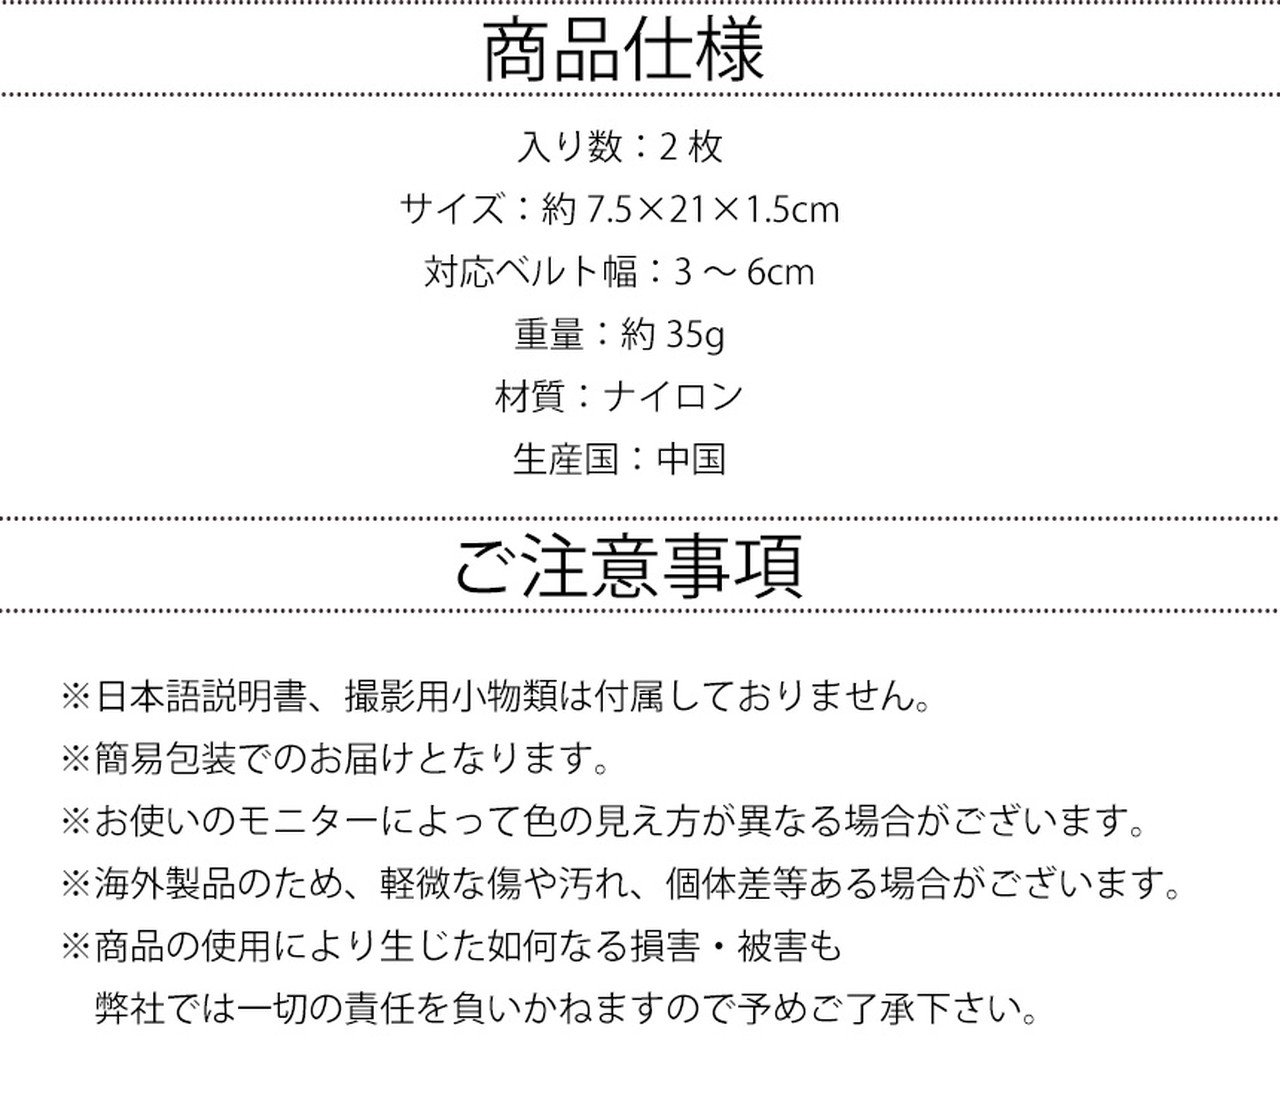 商品仕様
入り数：2 枚
サイズ：約 7.5×21×1.5cm
対応ベルト幅：3 ～ 6cm
重量：約 35g
材質：ナイロン
生産国：中国
ご注意事項
※日本語説明書、撮影用小物類は付属しておりません。
※簡易包装でのお届けとなります。
※お使いのモニターによって色の見え方が異なる場合がございます。
※海外製品のため、軽微な傷や汚れ、個体差等ある場合がございます。
※商品の使用により生じた如何なる損害・被害も
弊社では一切の責任を負いかねますので予めご了承下さい。